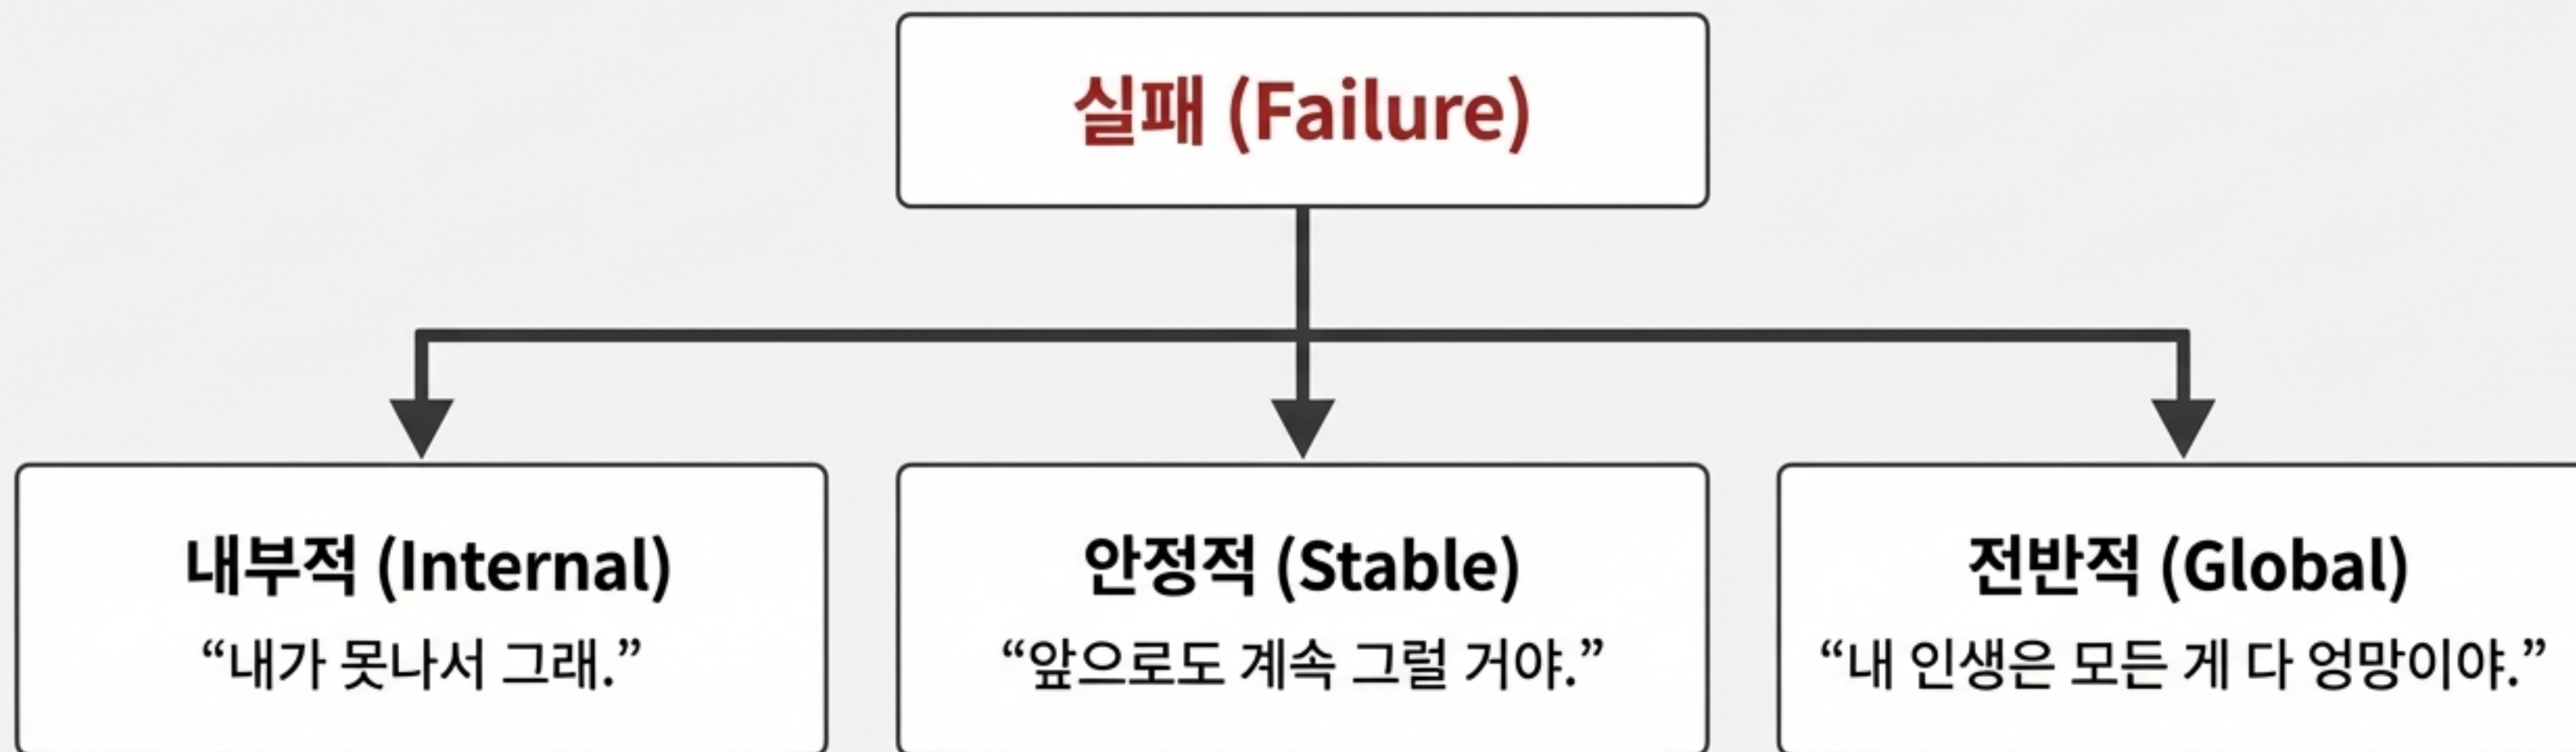 실패 (Failure)
내부적 (Internal)
“내가 못나서 그래.”
안정적 (Stable)
“앞으로도 계속 그럴 거야.”
전반적 (Global)
“내 인생은 모든 게 다 엉망이야.”